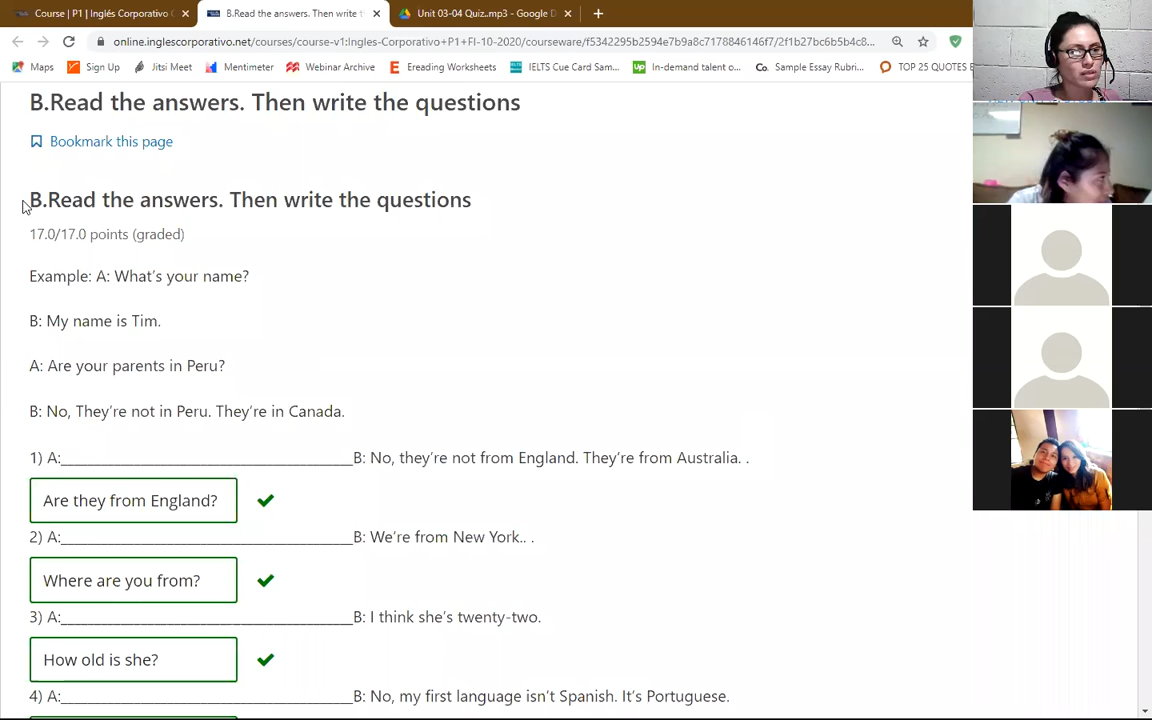 Course | P1 | Inglés Corporativo
B.Read the answers. Then write t
Unit 03-04 Quiz..mp3 - Google D
online.inglescorporativo.net/courses/course-v1:Ingles-Corporativo+P1+FI-10-2020/courseware/f5342295b2594e7b9a8c7178846146f7/2f1b27bc6b5b4c8...
Maps Sign Up Jitsi Meet Mentimeter Webinar Archive Ereading Worksheets IELTS Cue Card Sam... In-demand talent o... Sample Essay Rubri... TOP 25 QUOTES
B.Read the answers. Then write the questions
Bookmark this page
B.Read the answers. Then write the questions
17.0/17.0 points (graded)
Example: A: What's your name?
B: My name is Tim.
A: Are your parents in Peru?
B: No, They're not in Peru. They're in Canada.
1) A:________________________________B: No, they're not from England. They're from Australia. .
Are they from England?
2) A:________________________________B: We're from New York.. .
Where are you from?
3) A:________________________________B: I think she's twenty-two.
How old is she?
4) A:________________________________B: No, my first language isn't Spanish. It's Portuguese.